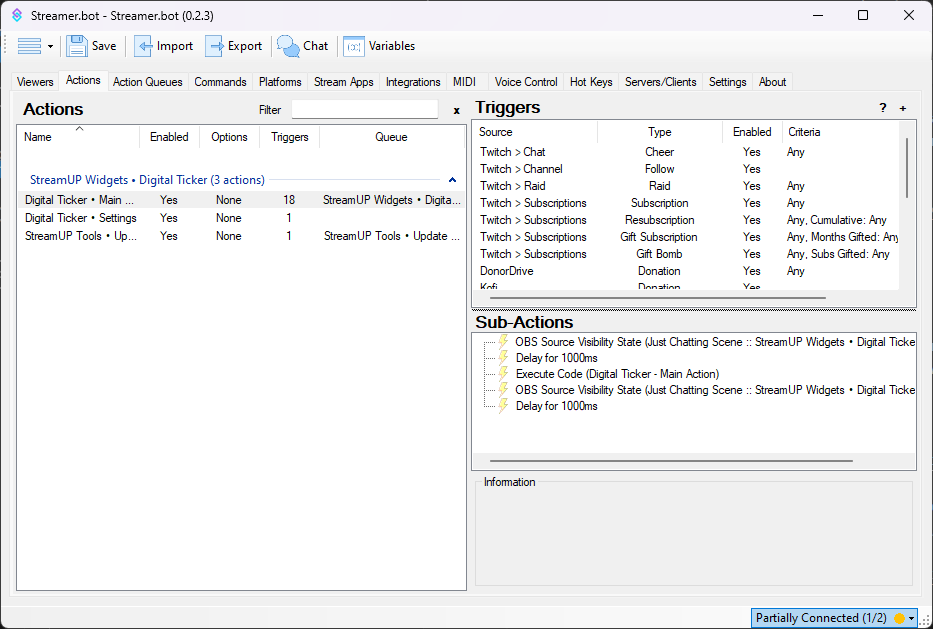 Streamer.bot - Streamer.bot (0.2.3)
Save Import Export Chat Variables
Viewers Actions Action Queues Commands Platforms Stream Apps Integrations MIDI Voice Control Hot Keys Servers/Clients Settings About
Actions Filter x
Name Enabled Options Triggers Queue
StreamUP Widgets • Digital Ticker (3 actions)
Digital Ticker • Main ... Yes None 18 StreamUP Widgets • Digita...
Digital Ticker • Settings Yes None 1
StreamUP Tools • Up... Yes None 1 StreamUP Tools • Update ...
Triggers ? +
Source Type Enabled Criteria
Twitch > Chat Cheer Yes Any
Twitch > Channel Follow Yes
Twitch > Raid Raid Yes Any
Twitch > Subscriptions Subscription Yes Any
Twitch > Subscriptions Resubscription Yes Any, Cumulative: Any
Twitch > Subscriptions Gift Subscription Yes Any, Months Gifted: Any
Twitch > Subscriptions Gift Bomb Yes Any, Subs Gifted: Any
DonorDrive Donation Yes Any
Kofi Donation Yes
Sub-Actions
OBS Source Visibility State (Just Chatting Scene :: StreamUP Widgets • Digital Ticke
Delay for 1000ms
Execute Code (Digital Ticker - Main Action)
OBS Source Visibility State (Just Chatting Scene :: StreamUP Widgets • Digital Ticke
Delay for 1000ms
Information
Partially Connected (1/2)